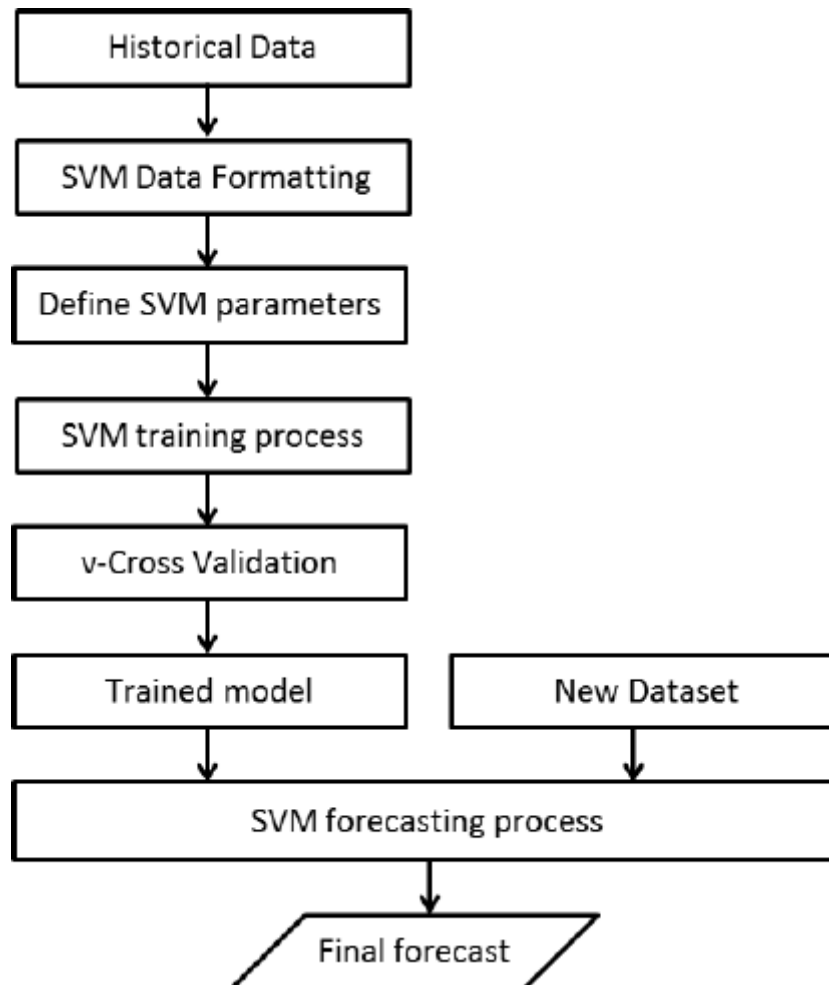 Historical Data
SVM Data Formatting
Define SVM parameters
SVM training process
v-Cross Validation
Trained model
New Dataset
SVM forecasting process
Final forecast